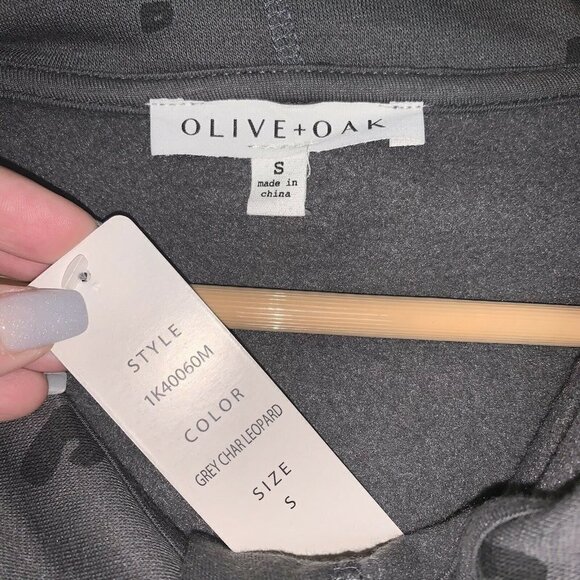 OLIVE+OAK
S
made in
china
STYLE
1K40060M
COLOR
GREY CHAR LEOPARD
SIZE
S